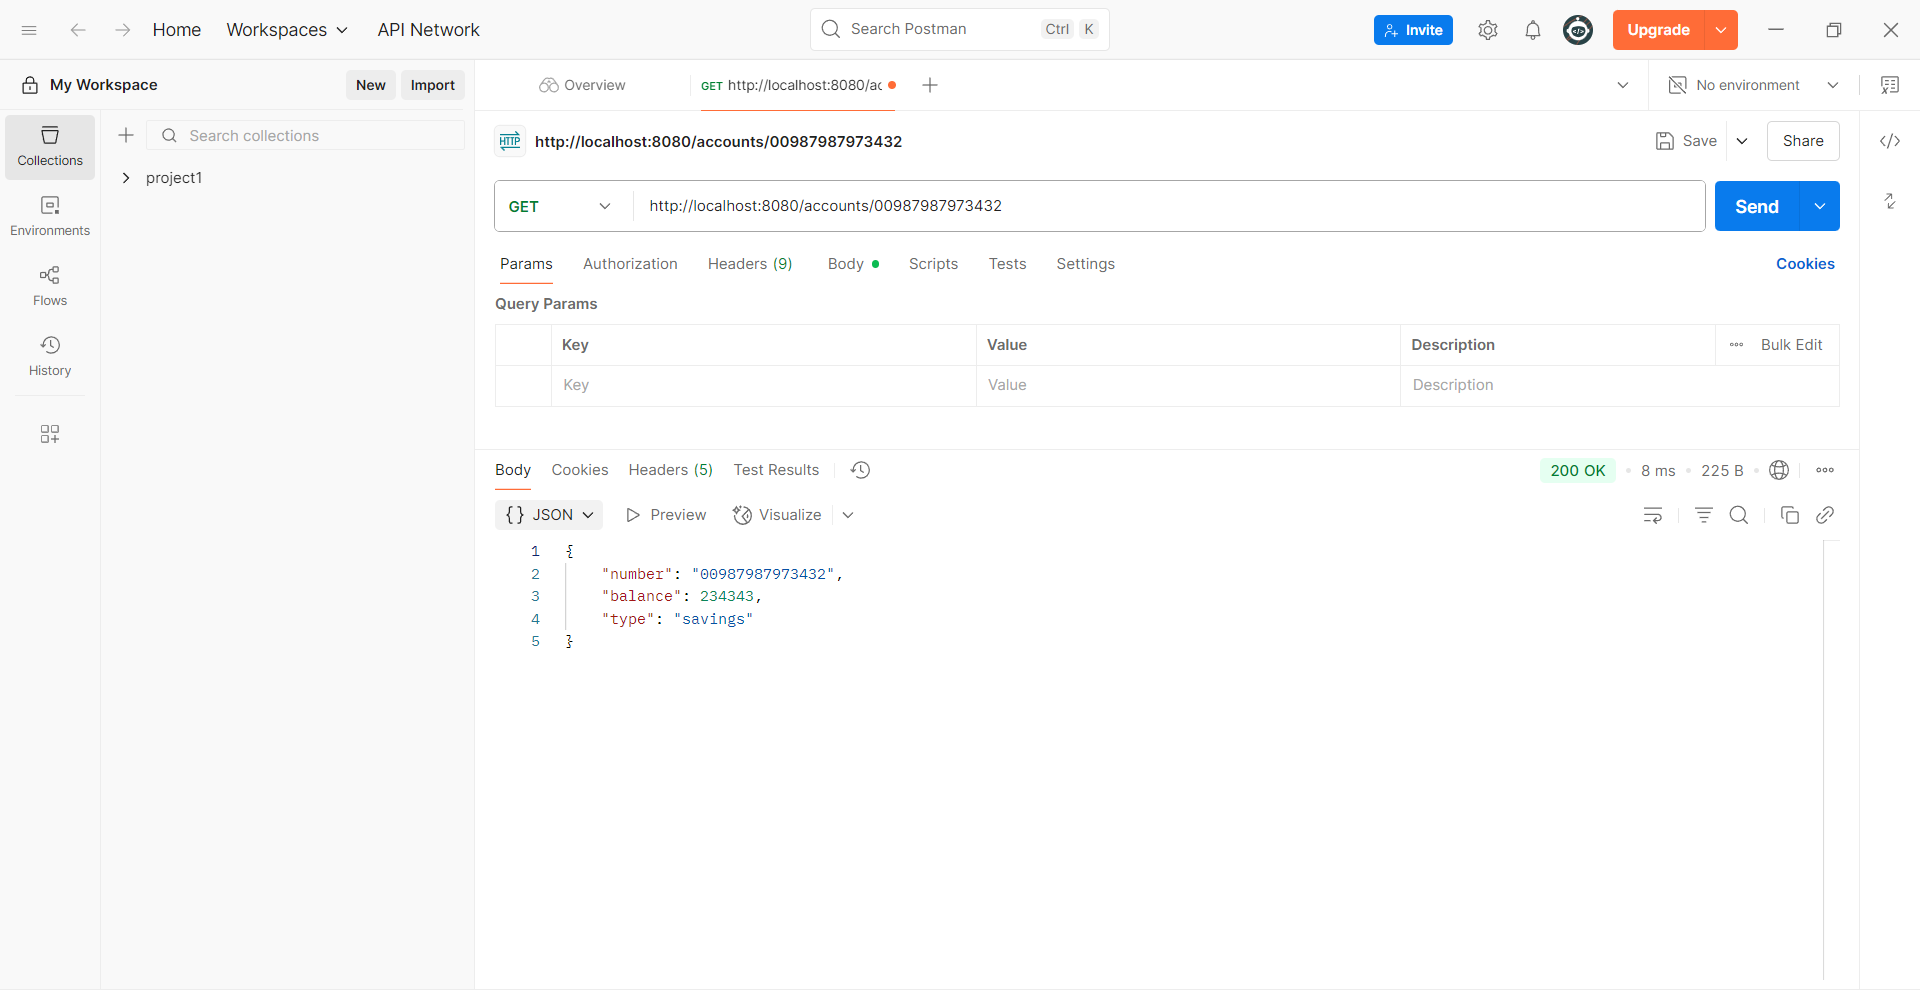 Home Workspaces API Network Search Postman Ctrl K Invite Upgrade
My Workspace New Import Overview GET http://localhost:8080/ac No environment
Collections
Environments
Flows
History
Search collections
project1
HTTP http://localhost:8080/accounts/00987987973432 Save Share
GET http://localhost:8080/accounts/00987987973432 Send
Params Authorization Headers (9) Body Scripts Tests Settings Cookies
Query Params
Key Value Description Bulk Edit
Key Value Description
Body Cookies Headers (5) Test Results 200 OK 8 ms 225 B
{} JSON Preview Visualize
1 {
2 "number": "00987987973432",
3 "balance": 234343,
4 "type": "savings"
5 }